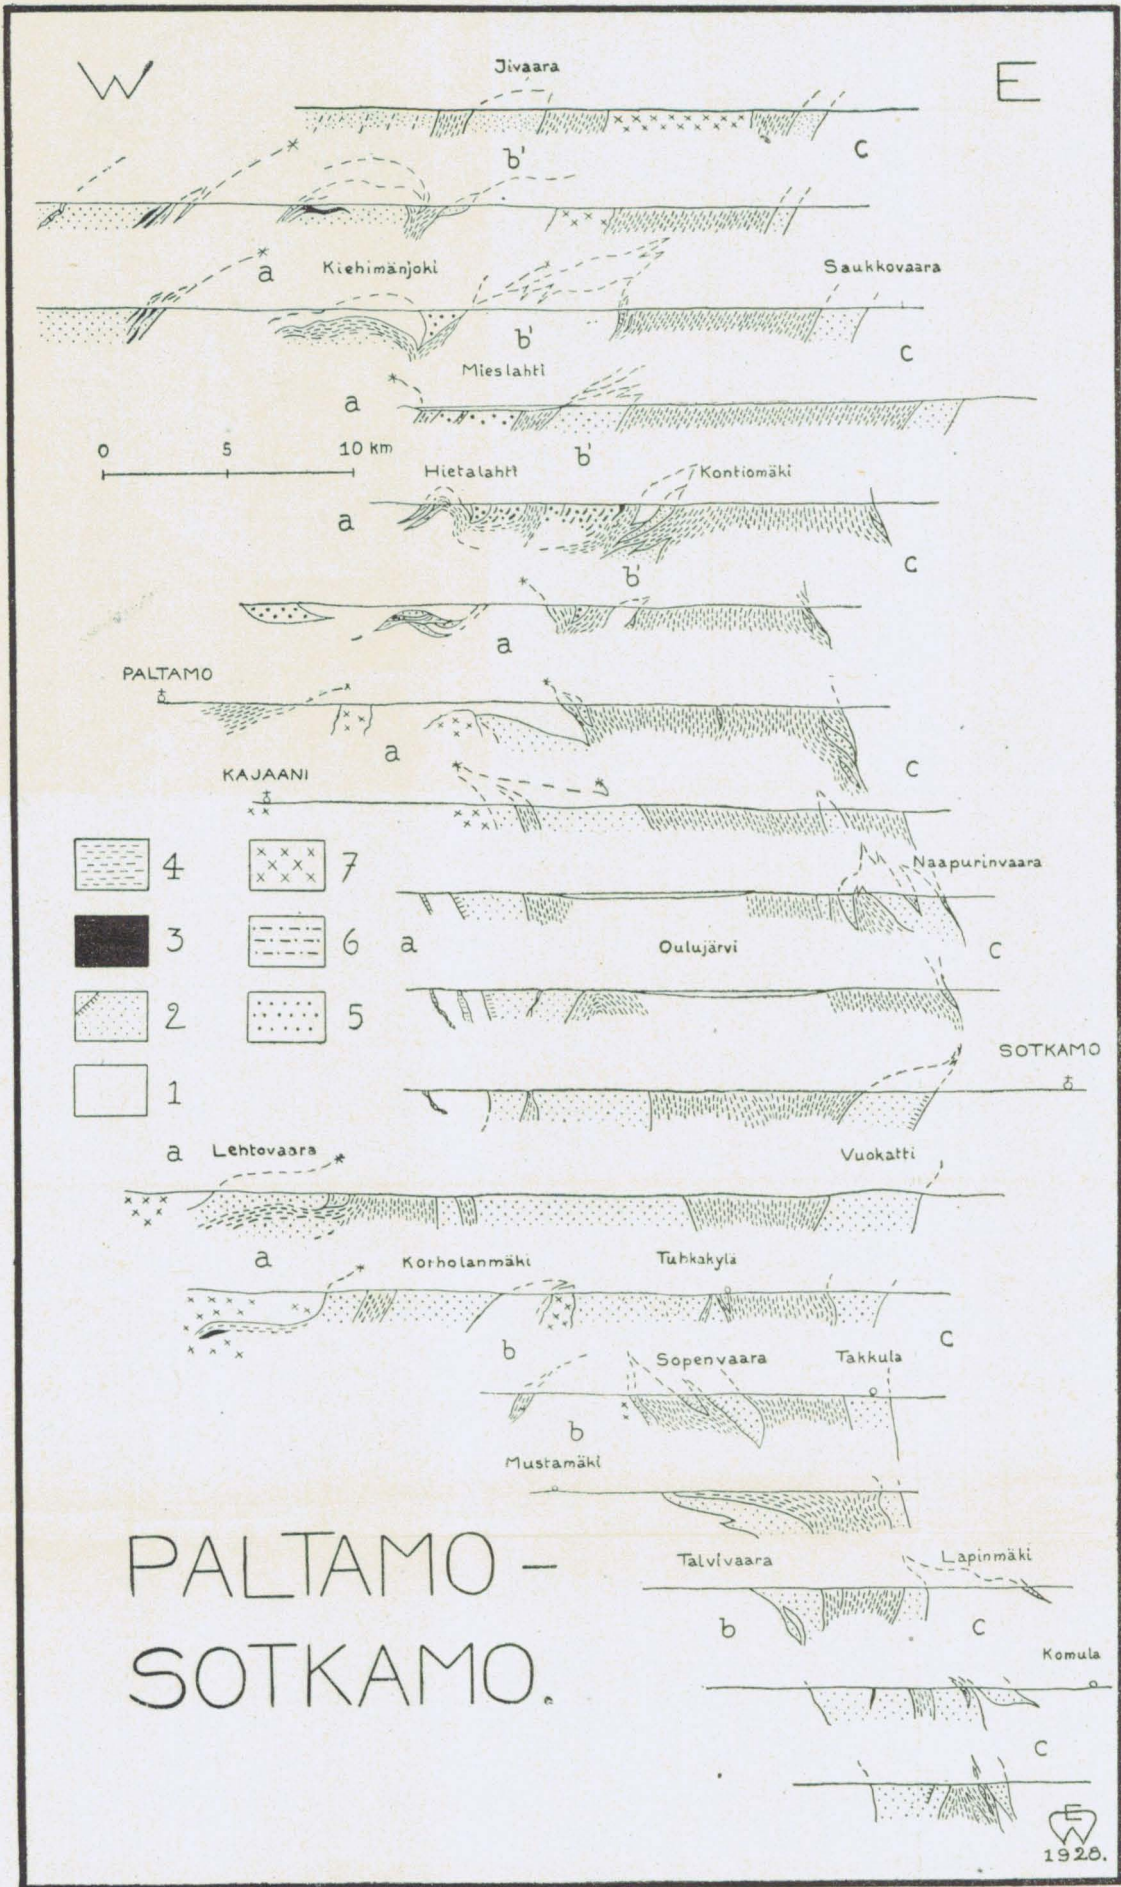 W
E
Jivaara
b'
c
a
Kiehimänjoki
Saukkovaara
b'
c
Mieslahti
a
0 5 10 km
b'
Hietalahti
Kontiomäki
a
b'
c
a
PALTAMO
a
c
KAJAANI
4
7
Naapurinvaara
3
6
a
Oulujärvi
c
2
5
SOTKAMO
1
a
Lehtovaara
Vuokatti
a
Korholanmäki
Tuhkakylä
b
c
Sopenvaara
Takkula
b
Mustamäki
PALTAMO –
Talvivaara
Lapinmäki
b
c
SOTKAMO.
Komula
c
EW
1928.